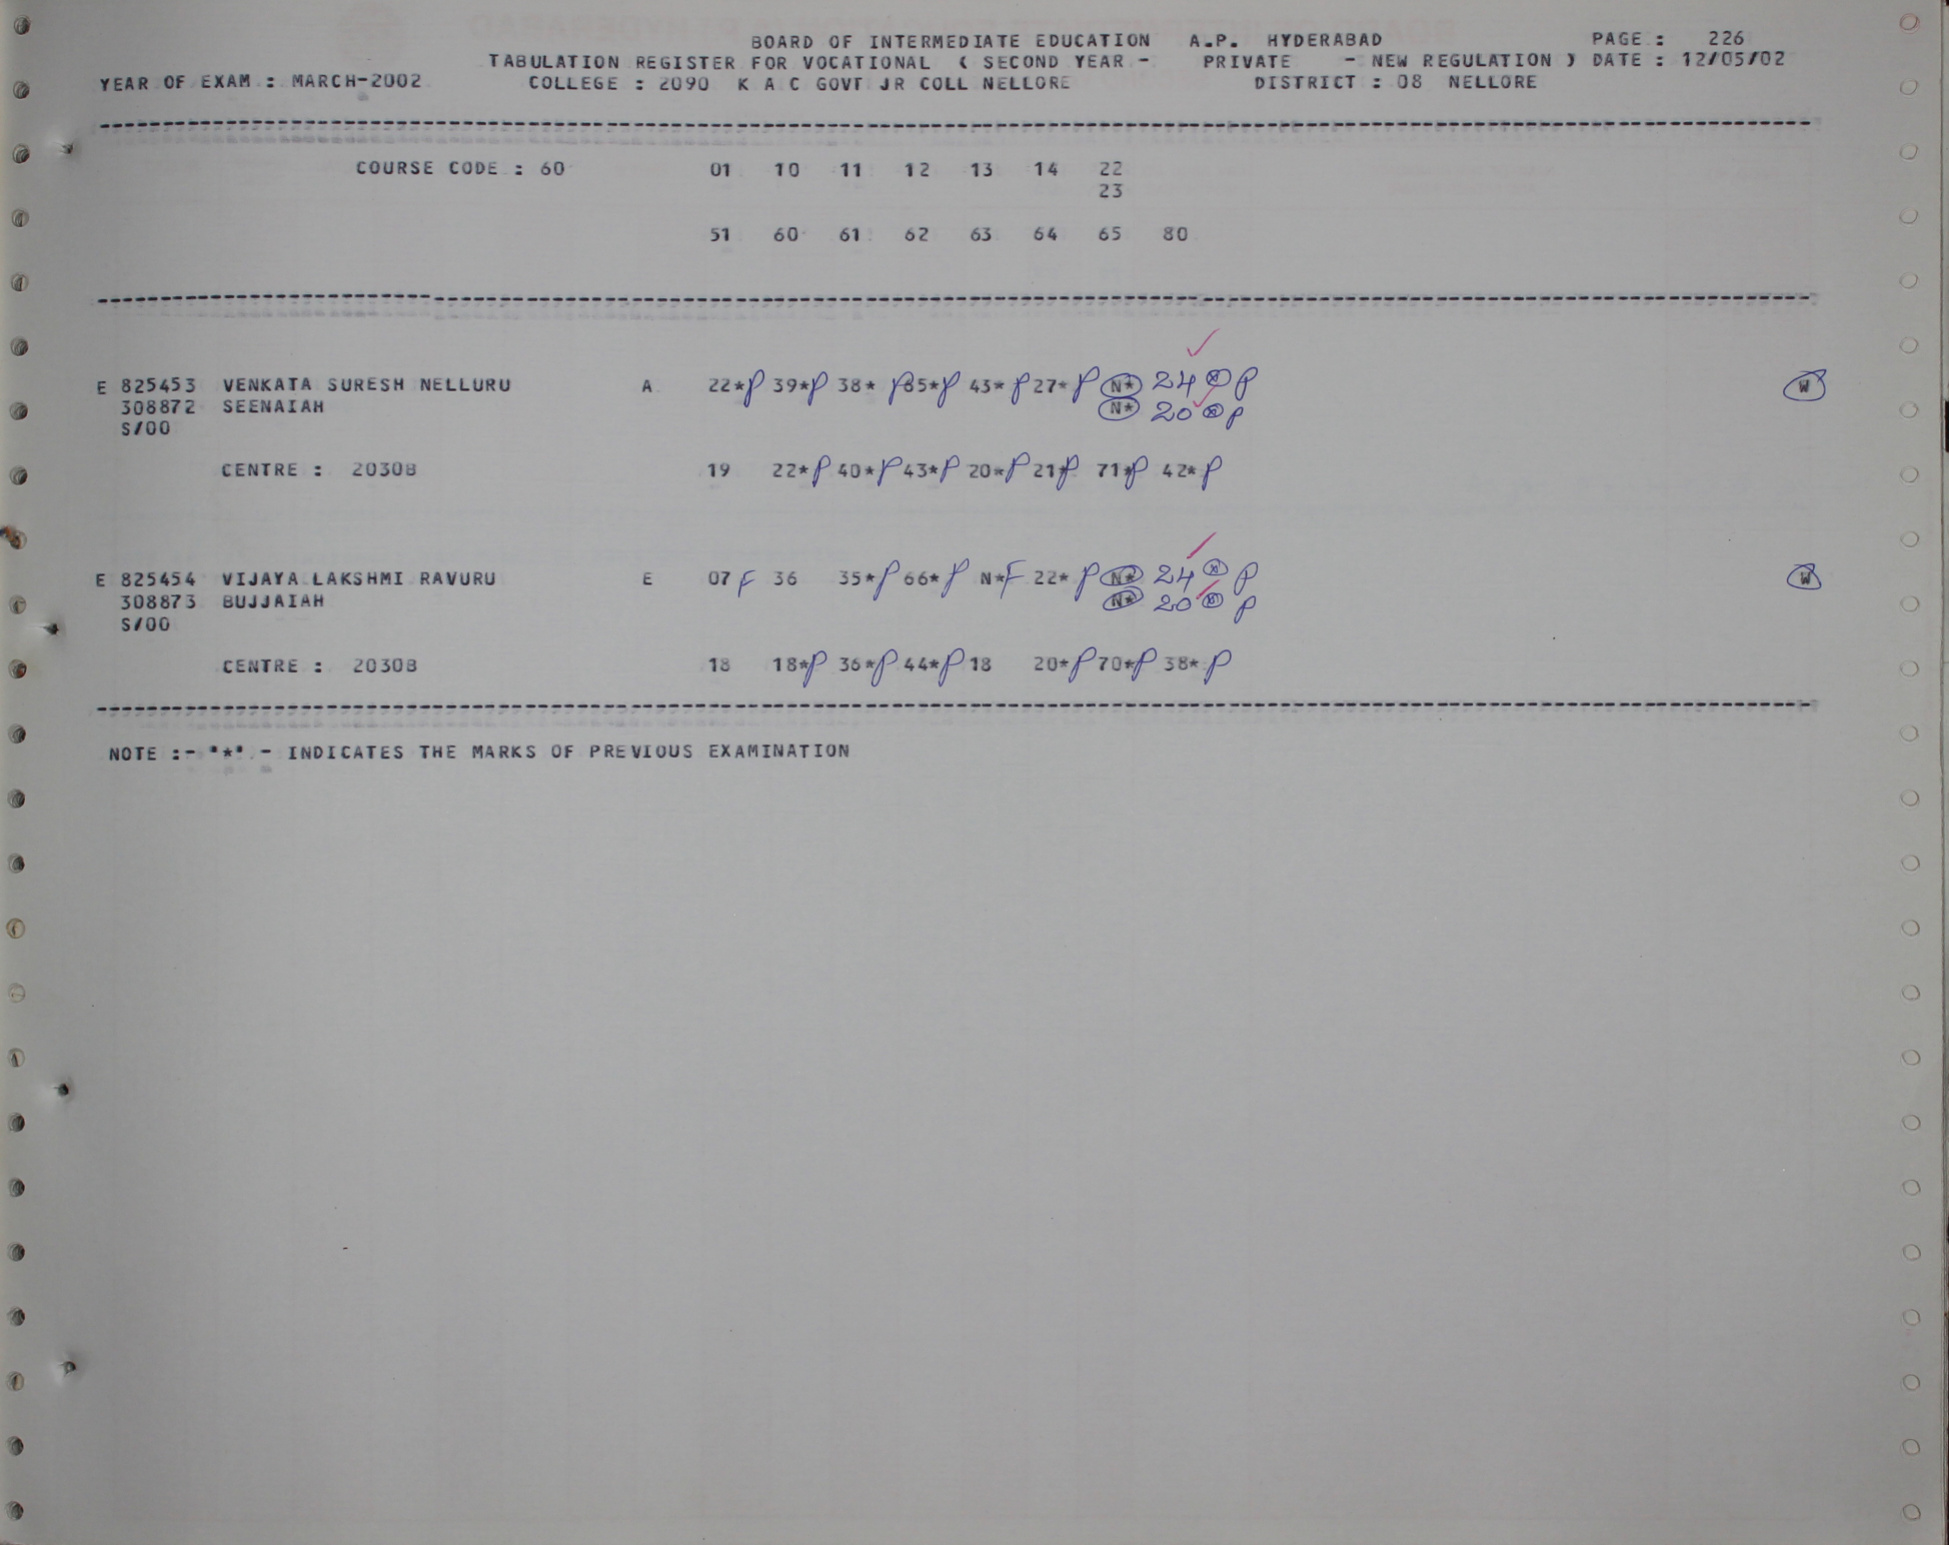 BOARD OF INTERMEDIATE EDUCATION A.P. HYDERABAD PAGE : 226
TABULATION REGISTER FOR VOCATIONAL ( SECOND YEAR - PRIVATE - NEW REGULATION ) DATE : 12/05/02
YEAR OF EXAM : MARCH-2002 COLLEGE : 2090 K A C GOVT JR COLL NELLORE DISTRICT : 08 NELLORE
COURSE CODE : 60 01 10 11 12 13 14 22
23
51 60 61 62 63 64 65 80
E 825453 VENKATA SURESH NELLURU A 22* P 39* P 38* P 35* P 43* P 27* P N* 24 * P W
308872 SEENAIAH N* 20 * P
S/00
CENTRE : 20308 19 22* P 40* P 43* P 20* P 21* P 71* P 42* P
E 825454 VIJAYA LAKSHMI RAVURU E 07 F 36 35* P 66* P N* F 22* P N* 24 * P W
308873 BUJJAIAH N* 20 * P
S/00
CENTRE : 20308 18 18* P 36* P 44* P 18 20* P 70* P 38* P
NOTE :- "*" - INDICATES THE MARKS OF PREVIOUS EXAMINATION